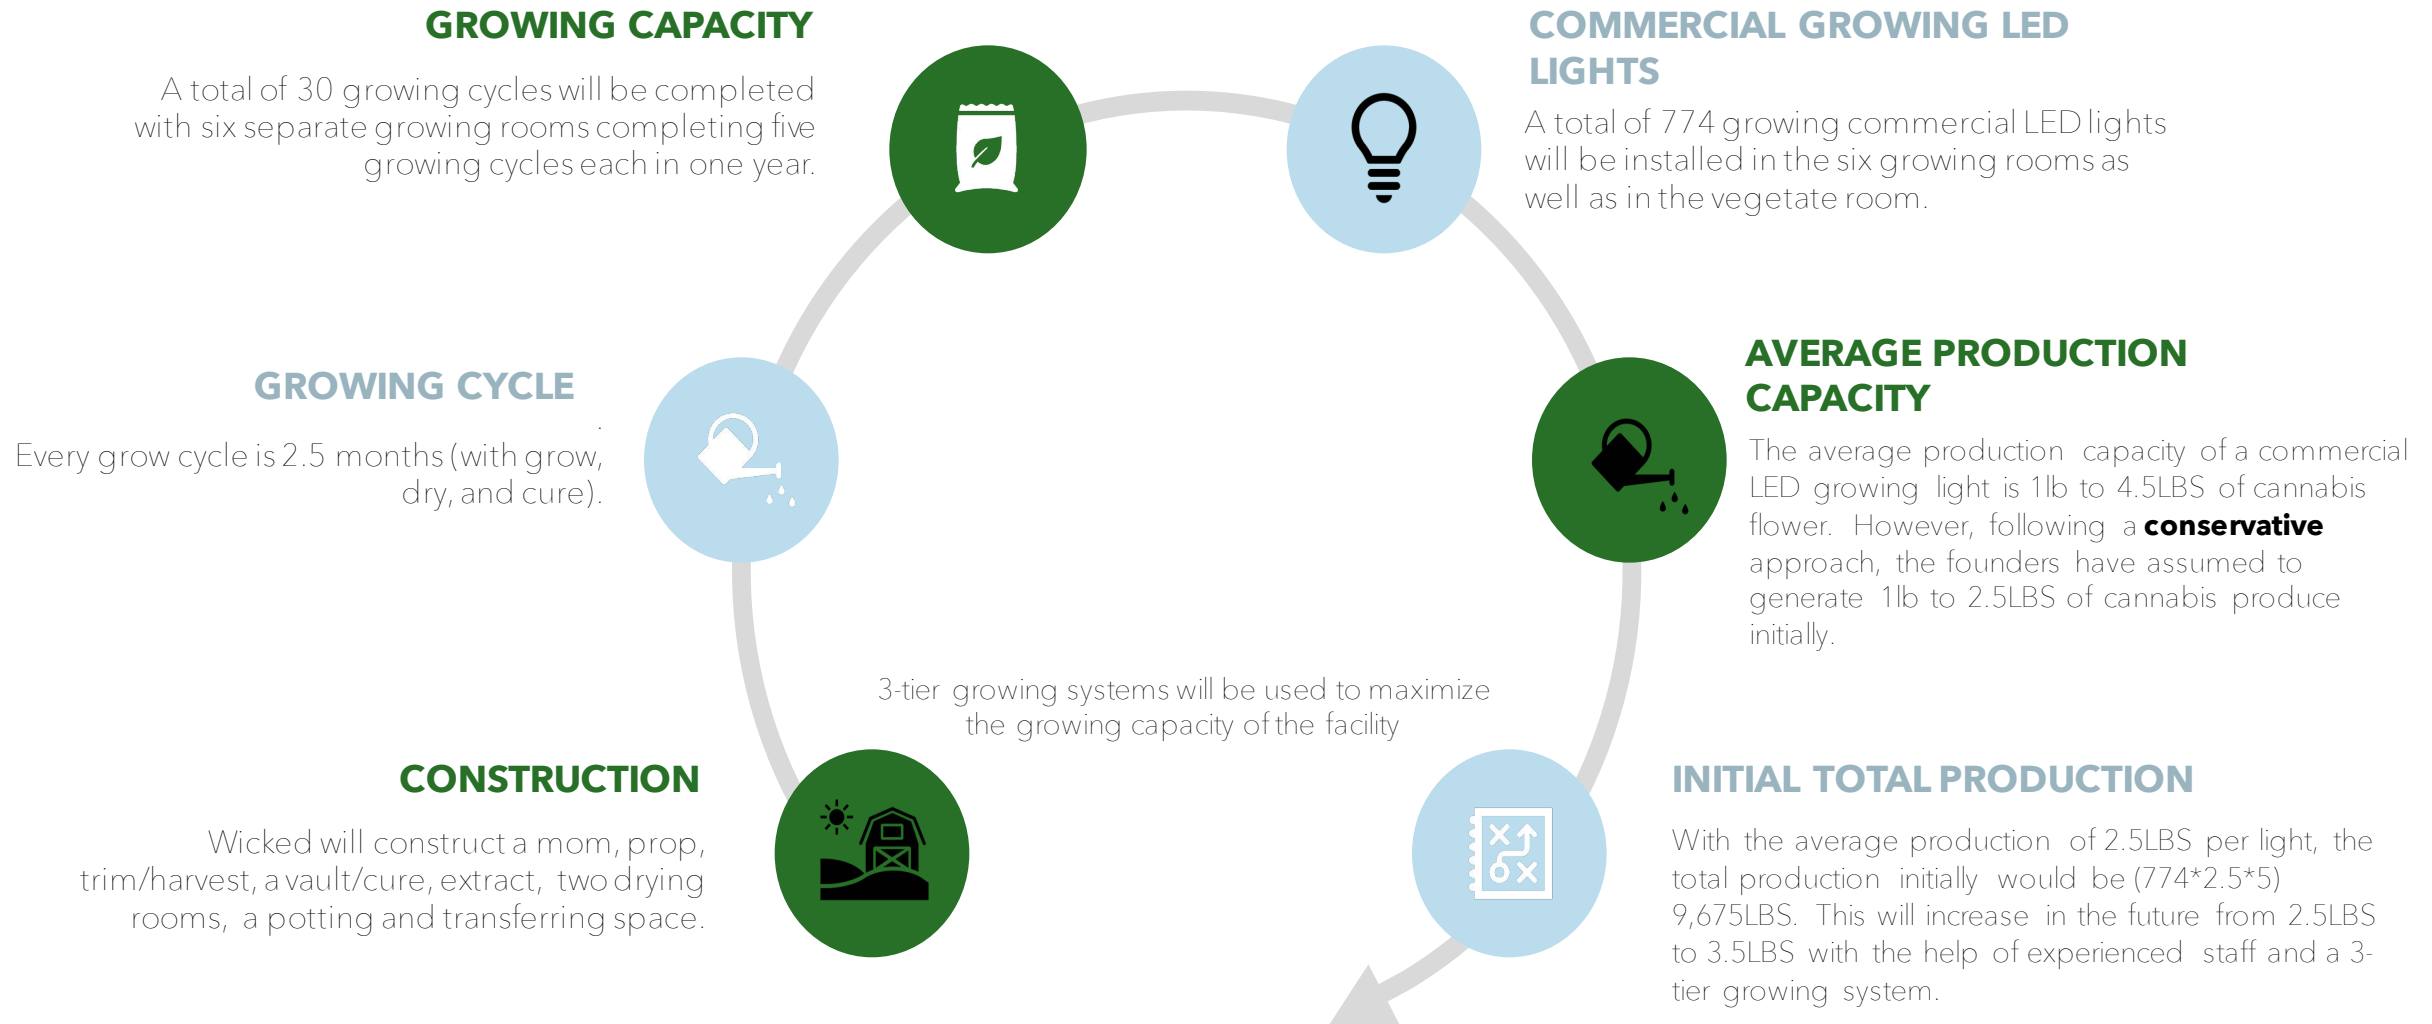 GROWING CAPACITY
A total of 30 growing cycles will be completed
with six separate growing rooms completing five
growing cycles each in one year.
COMMERCIAL GROWING LED
LIGHTS
A total of 774 growing commercial LED lights
will be installed in the six growing rooms as
well as in the vegetate room.
GROWING CYCLE
.
Every grow cycle is 2.5 months (with grow,
dry, and cure).
AVERAGE PRODUCTION
CAPACITY
The average production capacity of a commercial
LED growing light is 1lb to 4.5LBS of cannabis
flower. However, following a conservative
approach, the founders have assumed to
generate 1lb to 2.5LBS of cannabis produce
initially.
3-tier growing systems will be used to maximize
the growing capacity of the facility
CONSTRUCTION
Wicked will construct a mom, prop,
trim/harvest, a vault/cure, extract, two drying
rooms, a potting and transferring space.
INITIAL TOTAL PRODUCTION
With the average production of 2.5LBS per light, the
total production initially would be (774*2.5*5)
9,675LBS. This will increase in the future from 2.5LBS
to 3.5LBS with the help of experienced staff and a 3-
tier growing system.